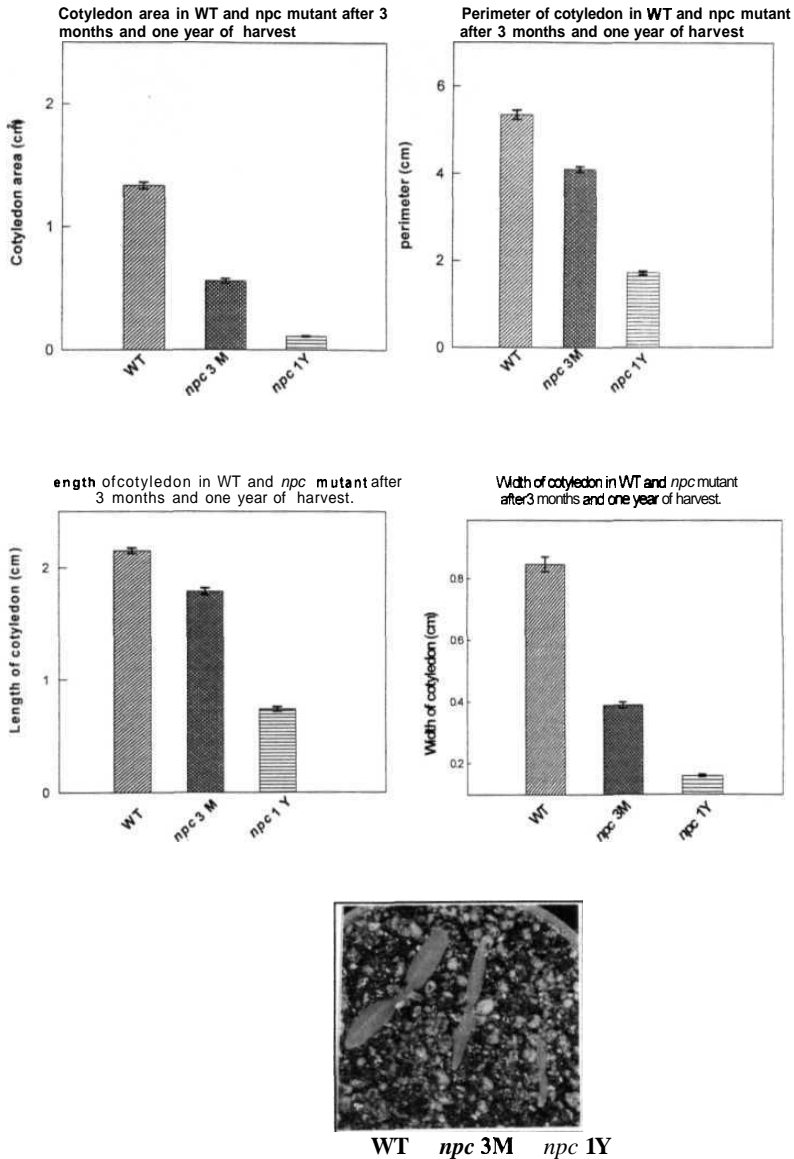 Cotyledon area in WT and npc mutant after 3
months and one year of harvest
Cotyledon area (cm²)
2
1
0
WT
npc 3 M
npc 1Y
Perimeter of cotyledon in WT and npc mutant
after 3 months and one year of harvest
perimeter (cm)
6
4
2
0
WT
npc 3M
npc 1Y
ength ofcotyledon in WT and npc mutant after
3 months and one year of harvest.
Length of cotyledon (cm)
2
1
0
WT
npc 3 M
npc 1 Y
Width of cotyledon in WT and npc mutant
after3 months and one year of harvest.
Width of cotyledon (cm)
0.8
0.6
0.4
0.2
WT
npc 3M
npc 1Y
WT npc 3M npc 1Y